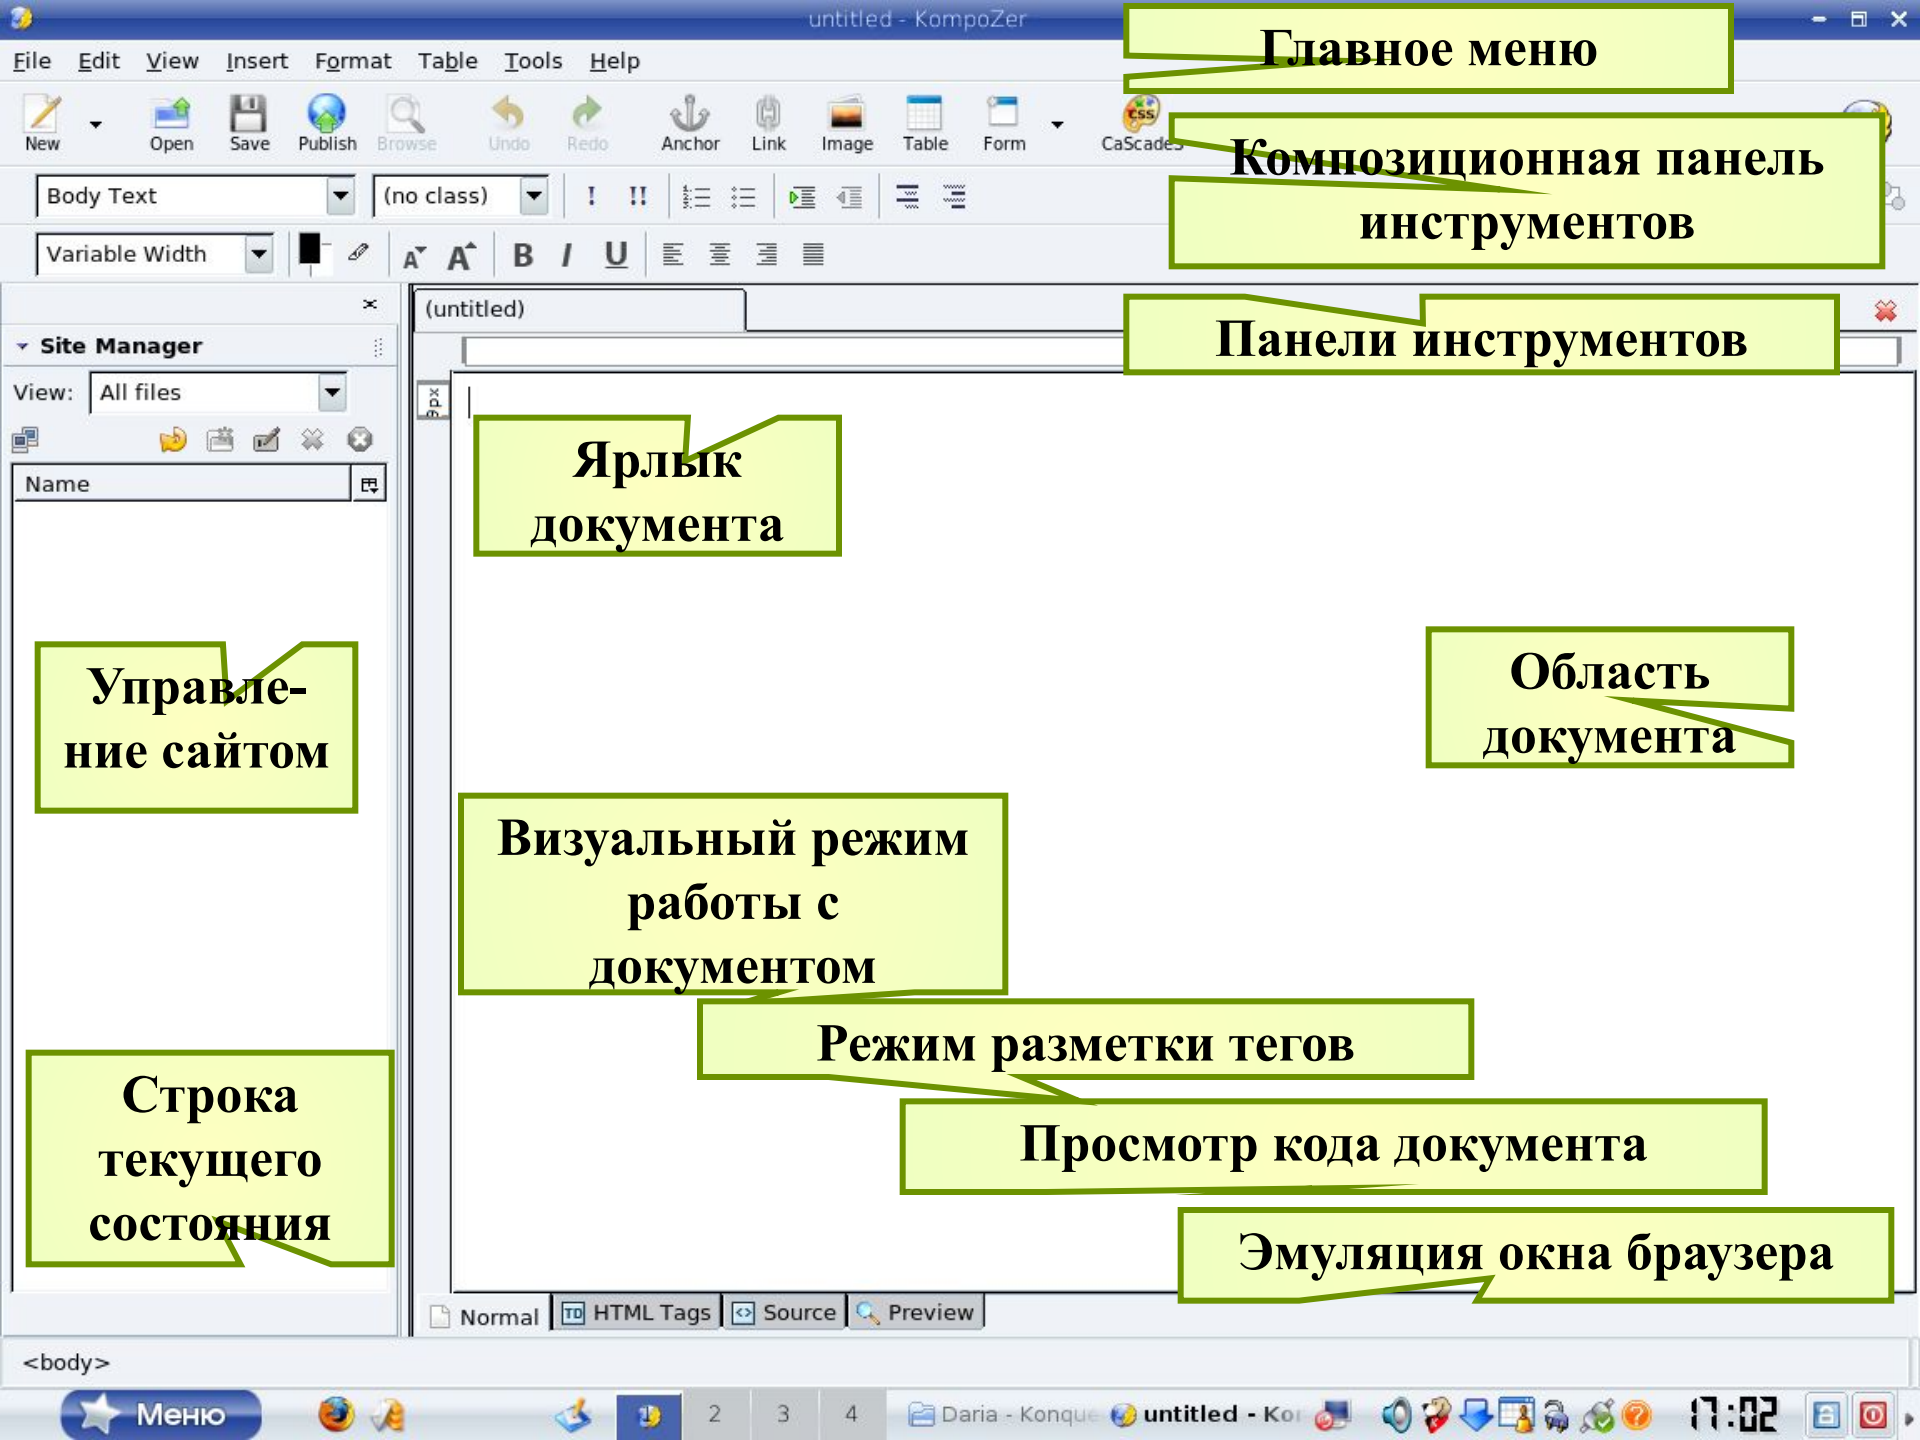 untitled - KompoZer
Главное меню
File Edit View Insert Format Table Tools Help
New Open Save Publish Browse Undo Redo Anchor Link Image Table Form CaScadeS
Композиционная панель
инструментов
Body Text (no class) ! !!
Variable Width A A B I U
(untitled)
Панели инструментов
Site Manager
View: All files
Name
Ярлык
документа
Управле-
ние сайтом
Область
документа
Визуальный режим
работы с
документом
Режим разметки тегов
Строка
текущего
состояния
Просмотр кода документа
Эмуляция окна браузера
Normal TD HTML Tags Source Preview
<body>
Меню 1 2 3 4 Daria - Konque untitled - Ko 17:02